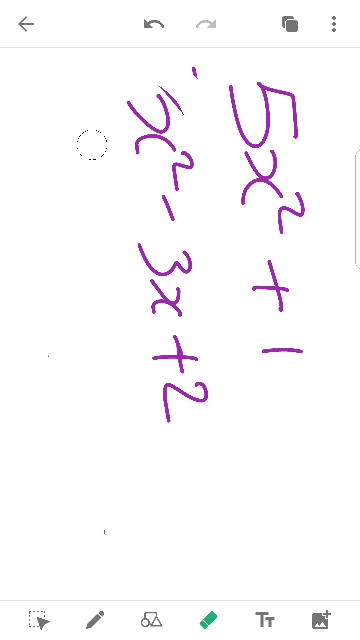 5x² + 1
x² - 3x + 2